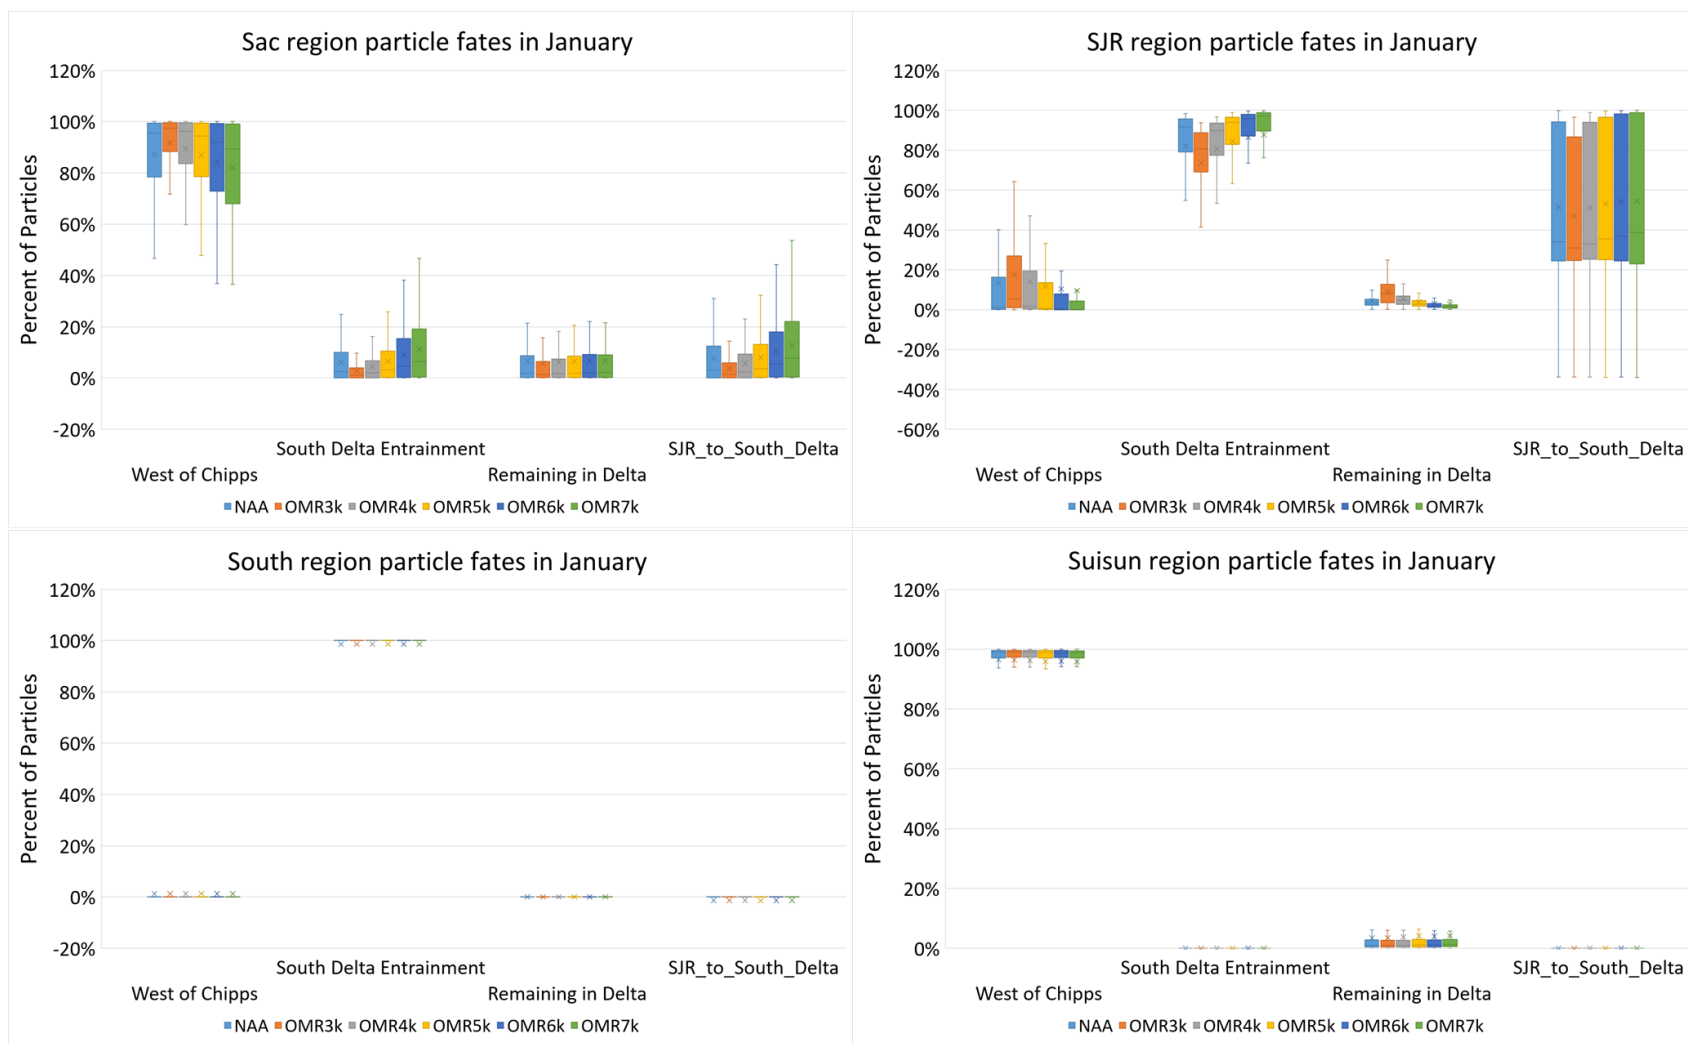 Sac region particle fates in January
120%
100%
80%
60%
40%
20%
0%
-20%
Percent of Particles
South Delta Entrainment
SJR_to_South_Delta
West of Chipps
Remaining in Delta
NAA OMR3k OMR4k OMR5k OMR6k OMR7k
SJR region particle fates in January
120%
100%
80%
60%
40%
20%
0%
-20%
-40%
-60%
Percent of Particles
South Delta Entrainment
SJR_to_South_Delta
West of Chipps
Remaining in Delta
NAA OMR3k OMR4k OMR5k OMR6k OMR7k
South region particle fates in January
120%
100%
80%
60%
40%
20%
0%
-20%
Percent of Particles
South Delta Entrainment
SJR_to_South_Delta
West of Chipps
Remaining in Delta
NAA OMR3k OMR4k OMR5k OMR6k OMR7k
Suisun region particle fates in January
120%
100%
80%
60%
40%
20%
0%
Percent of Particles
South Delta Entrainment
SJR_to_South_Delta
West of Chipps
Remaining in Delta
NAA OMR3k OMR4k OMR5k OMR6k OMR7k